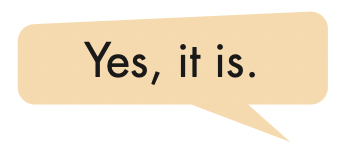 Yes, it is.